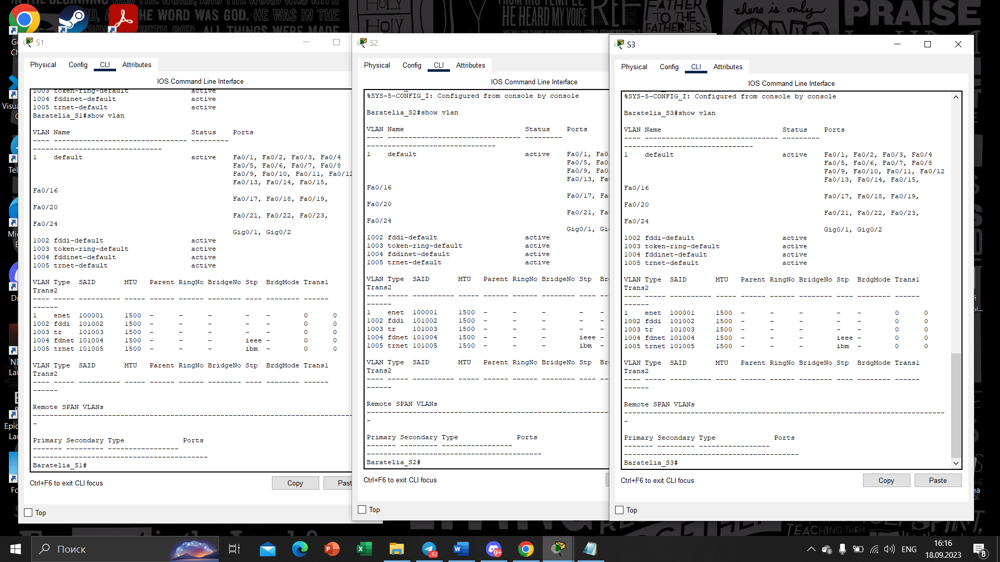 HOLY
HOLY
HE HEARD MY VOICE
FATHER
TO THE
FATHERLESS
there is only
PRAISE
THE WORD WAS GOD. HE WAS IN THE
S1
Physical
Config
CLI
Attributes
IOS Command Line Interface
1003 token-ring-default active
1004 fddinet-default active
1005 trnet-default active
Baratelia_S1#show vlan
VLAN Name Status Ports
---- -------------------------------- ---------
-------------------------------
1 default active Fa0/1, Fa0/2, Fa0/3, Fa0/4
Fa0/5, Fa0/6, Fa0/7, Fa0/8
Fa0/9, Fa0/10, Fa0/11, Fa0/12
Fa0/13, Fa0/14, Fa0/15,
Fa0/16
Fa0/17, Fa0/18, Fa0/19,
Fa0/20
Fa0/21, Fa0/22, Fa0/23,
Fa0/24
Gig0/1, Gig0/2
1002 fddi-default active
1003 token-ring-default active
1004 fddinet-default active
1005 trnet-default active
VLAN Type SAID MTU Parent RingNo BridgeNo Stp BrdgMode Trans1
Trans2
---- ----- ---------- ----- ------ ------ -------- ---- -------- ------
------
1 enet 100001 1500 - - - - - 0 0
1002 fddi 101002 1500 - - - - - 0 0
1003 tr 101003 1500 - - - - - 0 0
1004 fdnet 101004 1500 - - - ieee - 0 0
1005 trnet 101005 1500 - - - ibm - 0 0
VLAN Type SAID MTU Parent RingNo BridgeNo Stp BrdgMode Trans1
Trans2
---- ----- ---------- ----- ------ ------ -------- ---- -------- ------
------
Remote SPAN VLANs
-----------------------------------------------------------------------------
-
Primary Secondary Type Ports
------- --------- -----------------
------------------------------------------
Baratelia_S1#
Ctrl+F6 to exit CLI focus
Copy
Past
Top
S2
Physical
Config
CLI
Attributes
IOS Command Line Interface
%SYS-5-CONFIG_I: Configured from console by console
Baratelia_S2#show vlan
VLAN Name Status Ports
---- -------------------------------- ---------
-------------------------------
1 default active Fa0/1, Fa0
Fa0/5, Fa
Fa0/9, Fa
Fa0/13, Fa
Fa0/16
Fa0/17, Fa
Fa0/20
Fa0/21, Fa
Fa0/24
Gig0/1, Gi
1002 fddi-default active
1003 token-ring-default active
1004 fddinet-default active
1005 trnet-default active
VLAN Type SAID MTU Parent RingNo BridgeNo Stp Br
Trans2
---- ----- ---------- ----- ------ ------ -------- ---- --
------
1 enet 100001 1500 - - - - -
1002 fddi 101002 1500 - - - - -
1003 tr 101003 1500 - - - - -
1004 fdnet 101004 1500 - - - ieee -
1005 trnet 101005 1500 - - - ibm -
VLAN Type SAID MTU Parent RingNo BridgeNo Stp Br
Trans2
---- ----- ---------- ----- ------ ------ -------- ---- --
------
Remote SPAN VLANs
----------------------------------------------------------
-
Primary Secondary Type Ports
------- --------- -----------------
------------------------------------------
Baratelia_S2#
Ctrl+F6 to exit CLI focus
Top
S3
Physical
Config
CLI
Attributes
IOS Command Line Interface
%SYS-5-CONFIG_I: Configured from console by console
Baratelia_S3#show vlan
VLAN Name Status Ports
---- -------------------------------- ---------
-------------------------------
1 default active Fa0/1, Fa0/2, Fa0/3, Fa0/4
Fa0/5, Fa0/6, Fa0/7, Fa0/8
Fa0/9, Fa0/10, Fa0/11, Fa0/12
Fa0/13, Fa0/14, Fa0/15,
Fa0/16
Fa0/17, Fa0/18, Fa0/19,
Fa0/20
Fa0/21, Fa0/22, Fa0/23,
Fa0/24
Gig0/1, Gig0/2
1002 fddi-default active
1003 token-ring-default active
1004 fddinet-default active
1005 trnet-default active
VLAN Type SAID MTU Parent RingNo BridgeNo Stp BrdgMode Trans1
Trans2
---- ----- ---------- ----- ------ ------ -------- ---- -------- ------
------
1 enet 100001 1500 - - - - - 0 0
1002 fddi 101002 1500 - - - - - 0 0
1003 tr 101003 1500 - - - - - 0 0
1004 fdnet 101004 1500 - - - ieee - 0 0
1005 trnet 101005 1500 - - - ibm - 0 0
VLAN Type SAID MTU Parent RingNo BridgeNo Stp BrdgMode Trans1
Trans2
---- ----- ---------- ----- ------ ------ -------- ---- -------- ------
------
Remote SPAN VLANs
-----------------------------------------------------------------------------
-
Primary Secondary Type Ports
------- --------- -----------------
------------------------------------------
Baratelia_S3#
Ctrl+F6 to exit CLI focus
Copy
Paste
Top
TEACHING THEM
Поиск
82
9+
ENG
16:16
18.09.2023
8